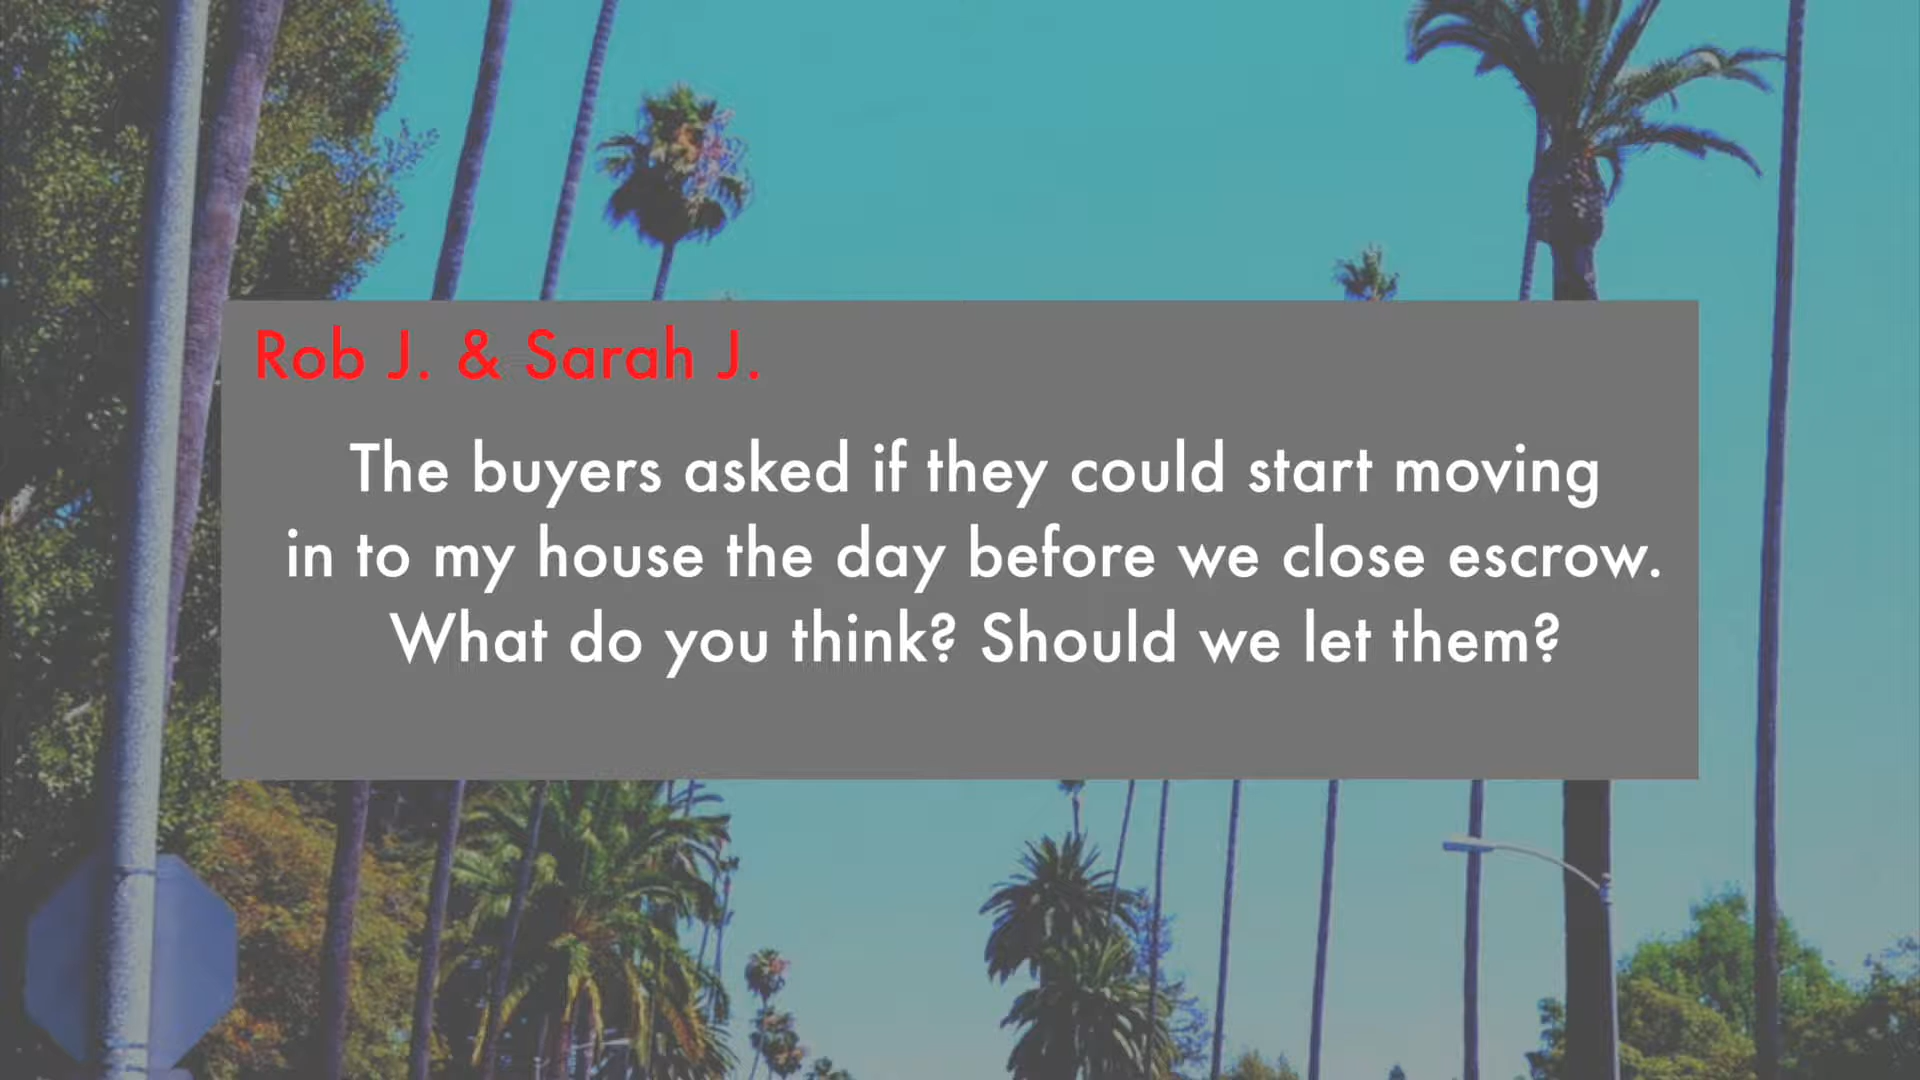 Rob J. & Sarah J.
The buyers asked if they could start moving
in to my house the day before we close escrow.
What do you think? Should we let them?